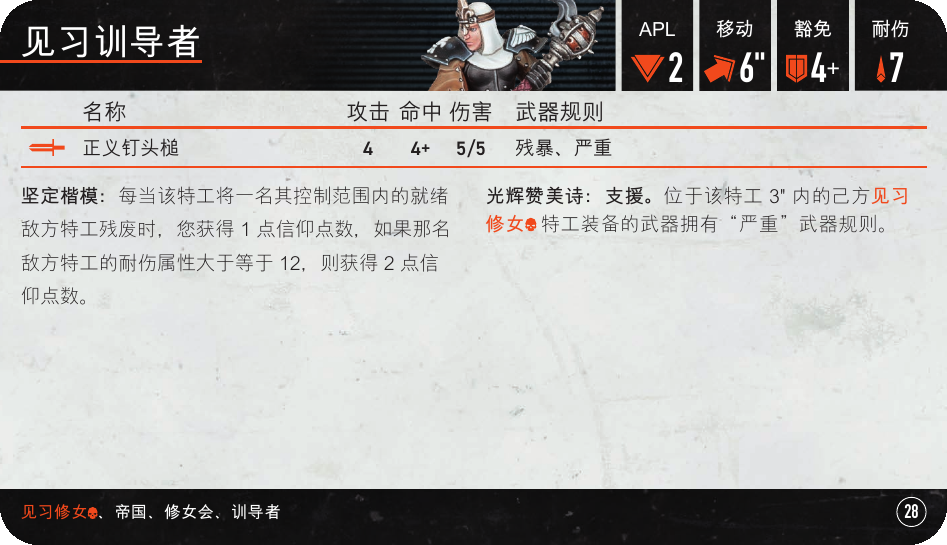 见习训导者
APL 移动 豁免 耐伤
2 6" 4+ 7
名称 攻击 命中 伤害 武器规则
正义钉头槌 4 4+ 5/5 残暴、严重
坚定楷模：每当该特工将一名其控制范围内的就绪
敌方特工残废时，您获得 1 点信仰点数，如果那名
敌方特工的耐伤属性大于等于 12，则获得 2 点信
仰点数。
光辉赞美诗：支援。位于该特工 3" 内的己方见习
修女特工装备的武器拥有“严重”武器规则。
见习修女、帝国、修女会、训导者
28